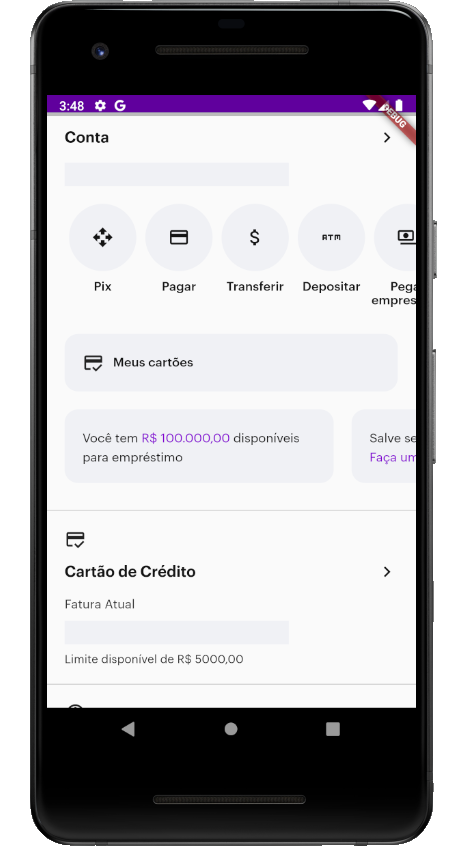 3:48
DEBUG
Conta
Pix
Pagar
Transferir
Depositar
Pega
empres
Meus cartões
Você tem R$ 100.000,00 disponíveis
para empréstimo
Salve se
Faça um
Cartão de Crédito
Fatura Atual
Limite disponível de R$ 5000,00